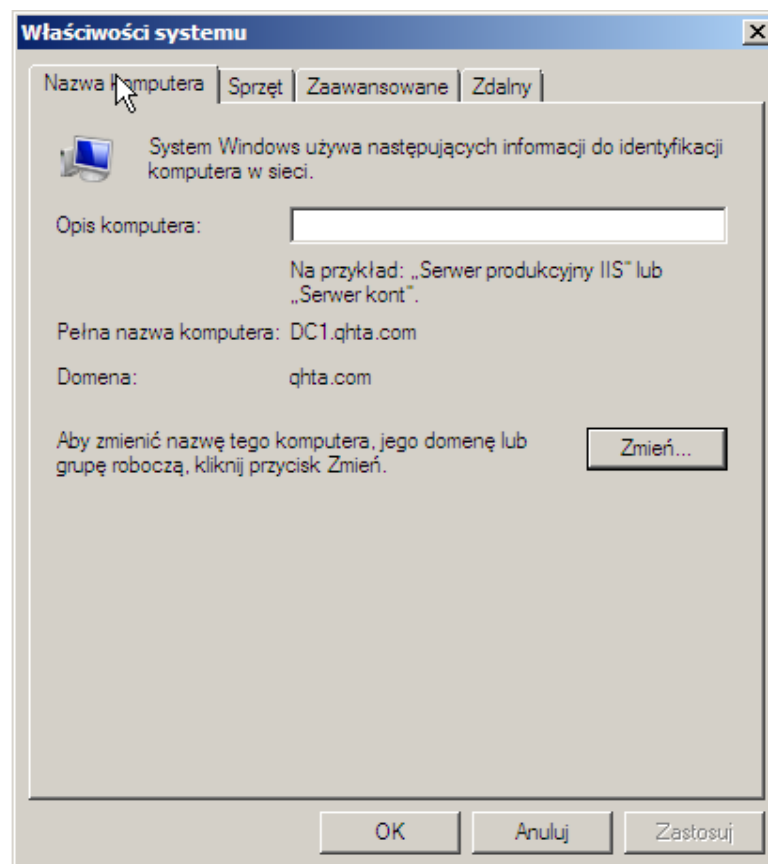 Właściwości systemu
Nazwa komputera
Sprzęt
Zaawansowane
Zdalny
System Windows używa następujących informacji do identyfikacji
komputera w sieci.
Opis komputera:
Na przykład: „Serwer produkcyjny IIS” lub
„Serwer kont”.
Pełna nazwa komputera: DC1.qhta.com
Domena: qhta.com
Aby zmienić nazwę tego komputera, jego domenę lub
grupę roboczą, kliknij przycisk Zmień.
Zmień...
OK
Anuluj
Zastosuj